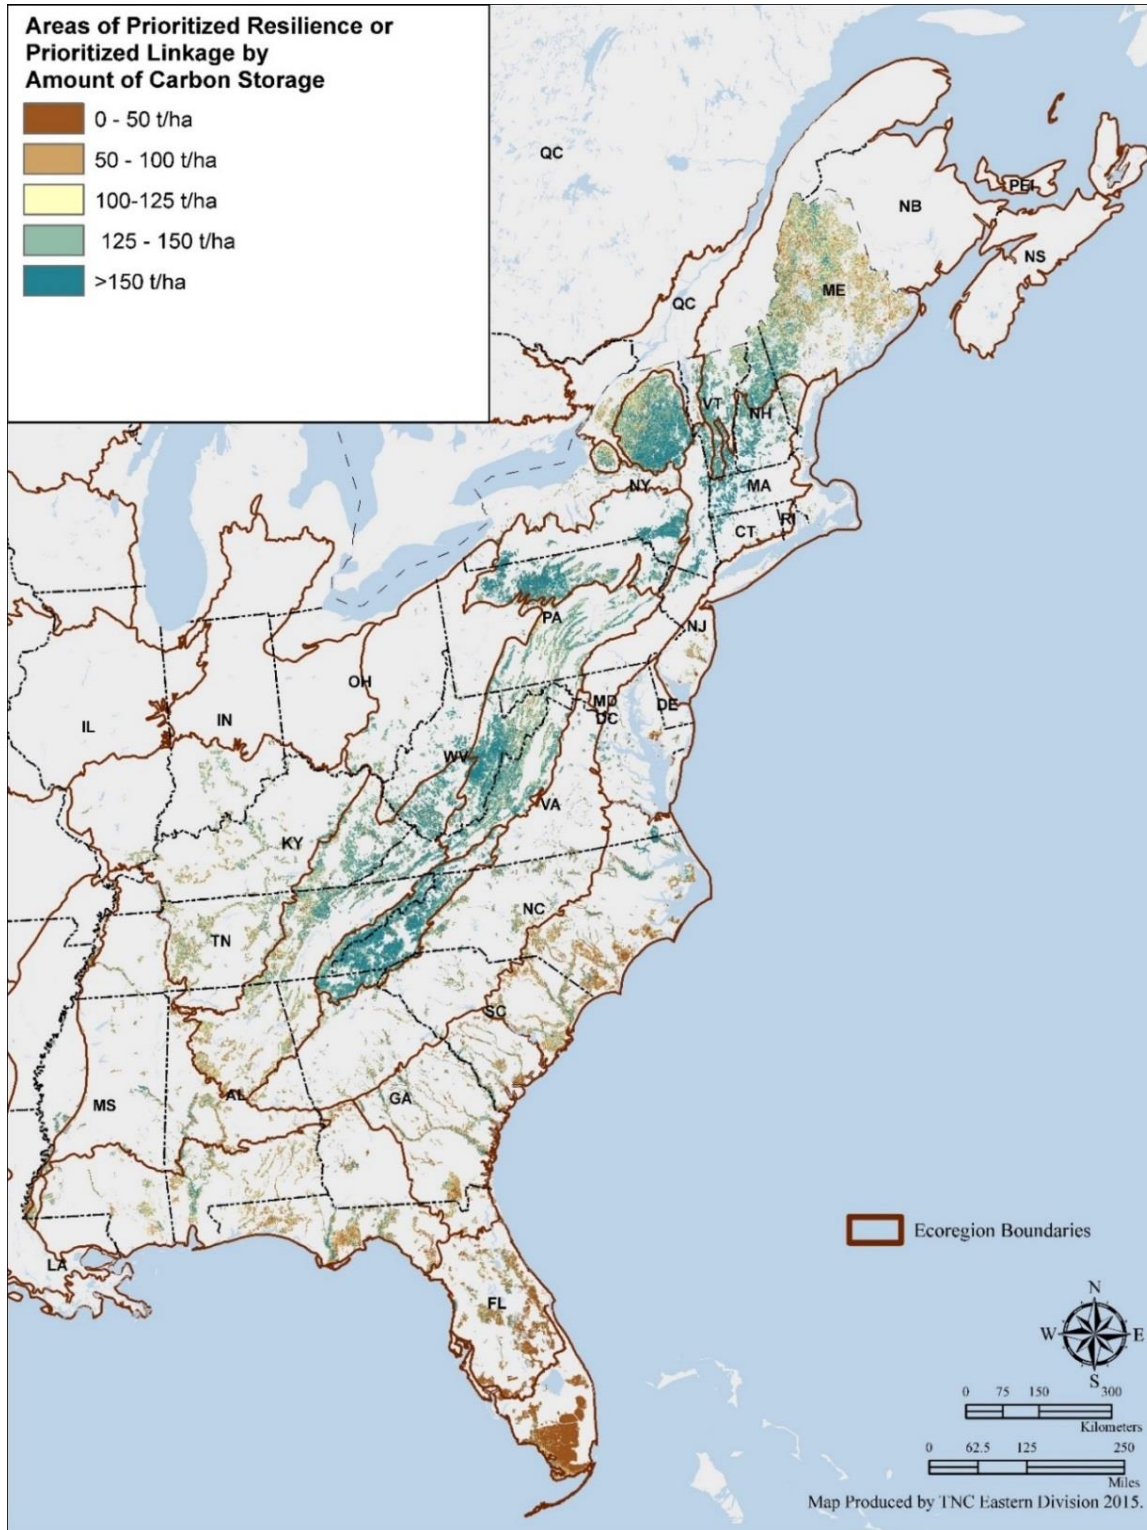 Areas of Prioritized Resilience or
Prioritized Linkage by
Amount of Carbon Storage
0 - 50 t/ha
50 - 100 t/ha
100-125 t/ha
125 - 150 t/ha
>150 t/ha
QC
PEI
NB
NS
ME
QC
VT
NH
NY
MA
CT
RI
PA
NJ
OH
MD
DE
DC
IL
IN
WV
VA
KY
NC
TN
SC
MS
AL
GA
LA
FL
Ecoregion Boundaries
N
W
E
S
0 75 150 300
Kilometers
0 62.5 125 250
Miles
Map Produced by TNC Eastern Division 2015.